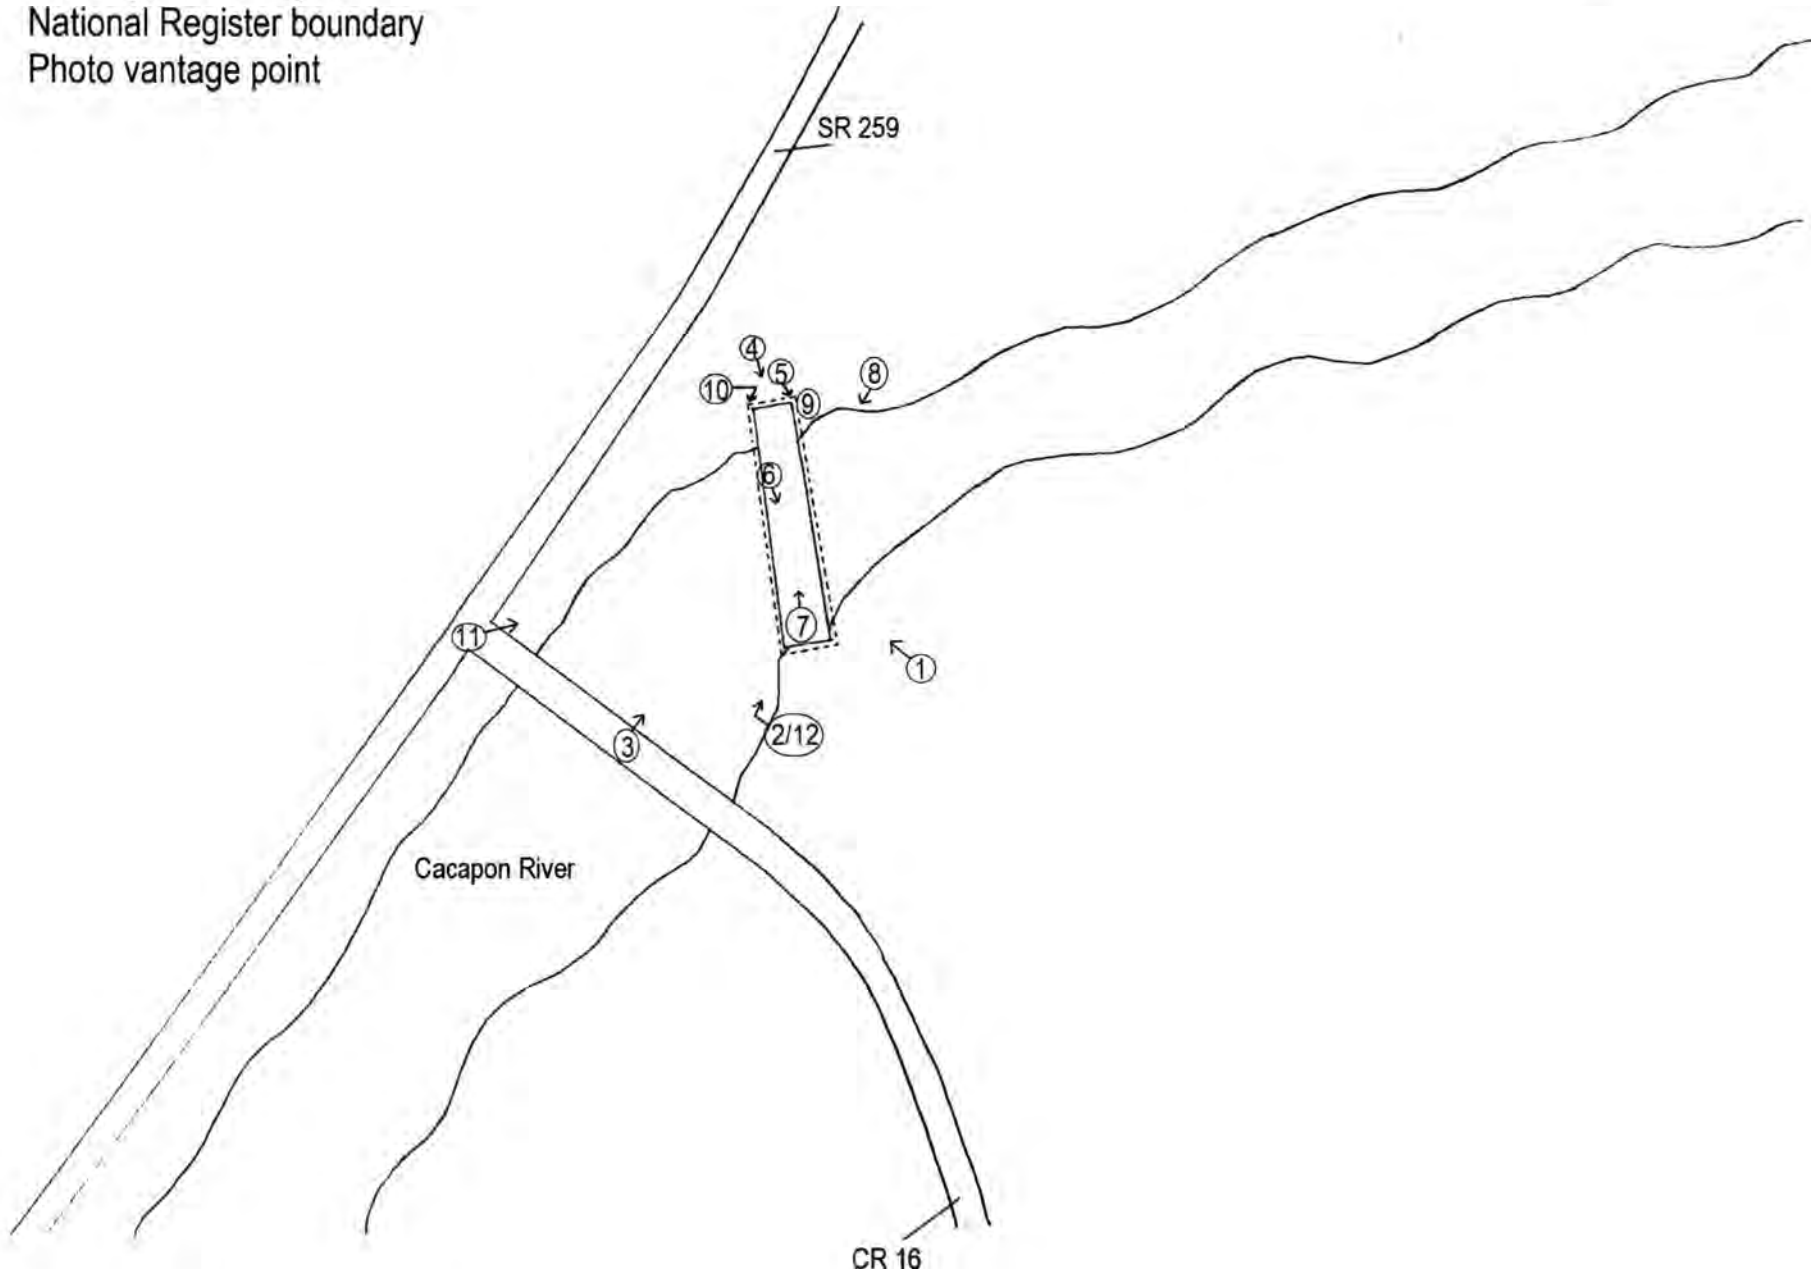 National Register boundary
Photo vantage point
SR 259
4
5
8
10
9
6
7
11
1
2/12
3
Cacapon River
CR 16